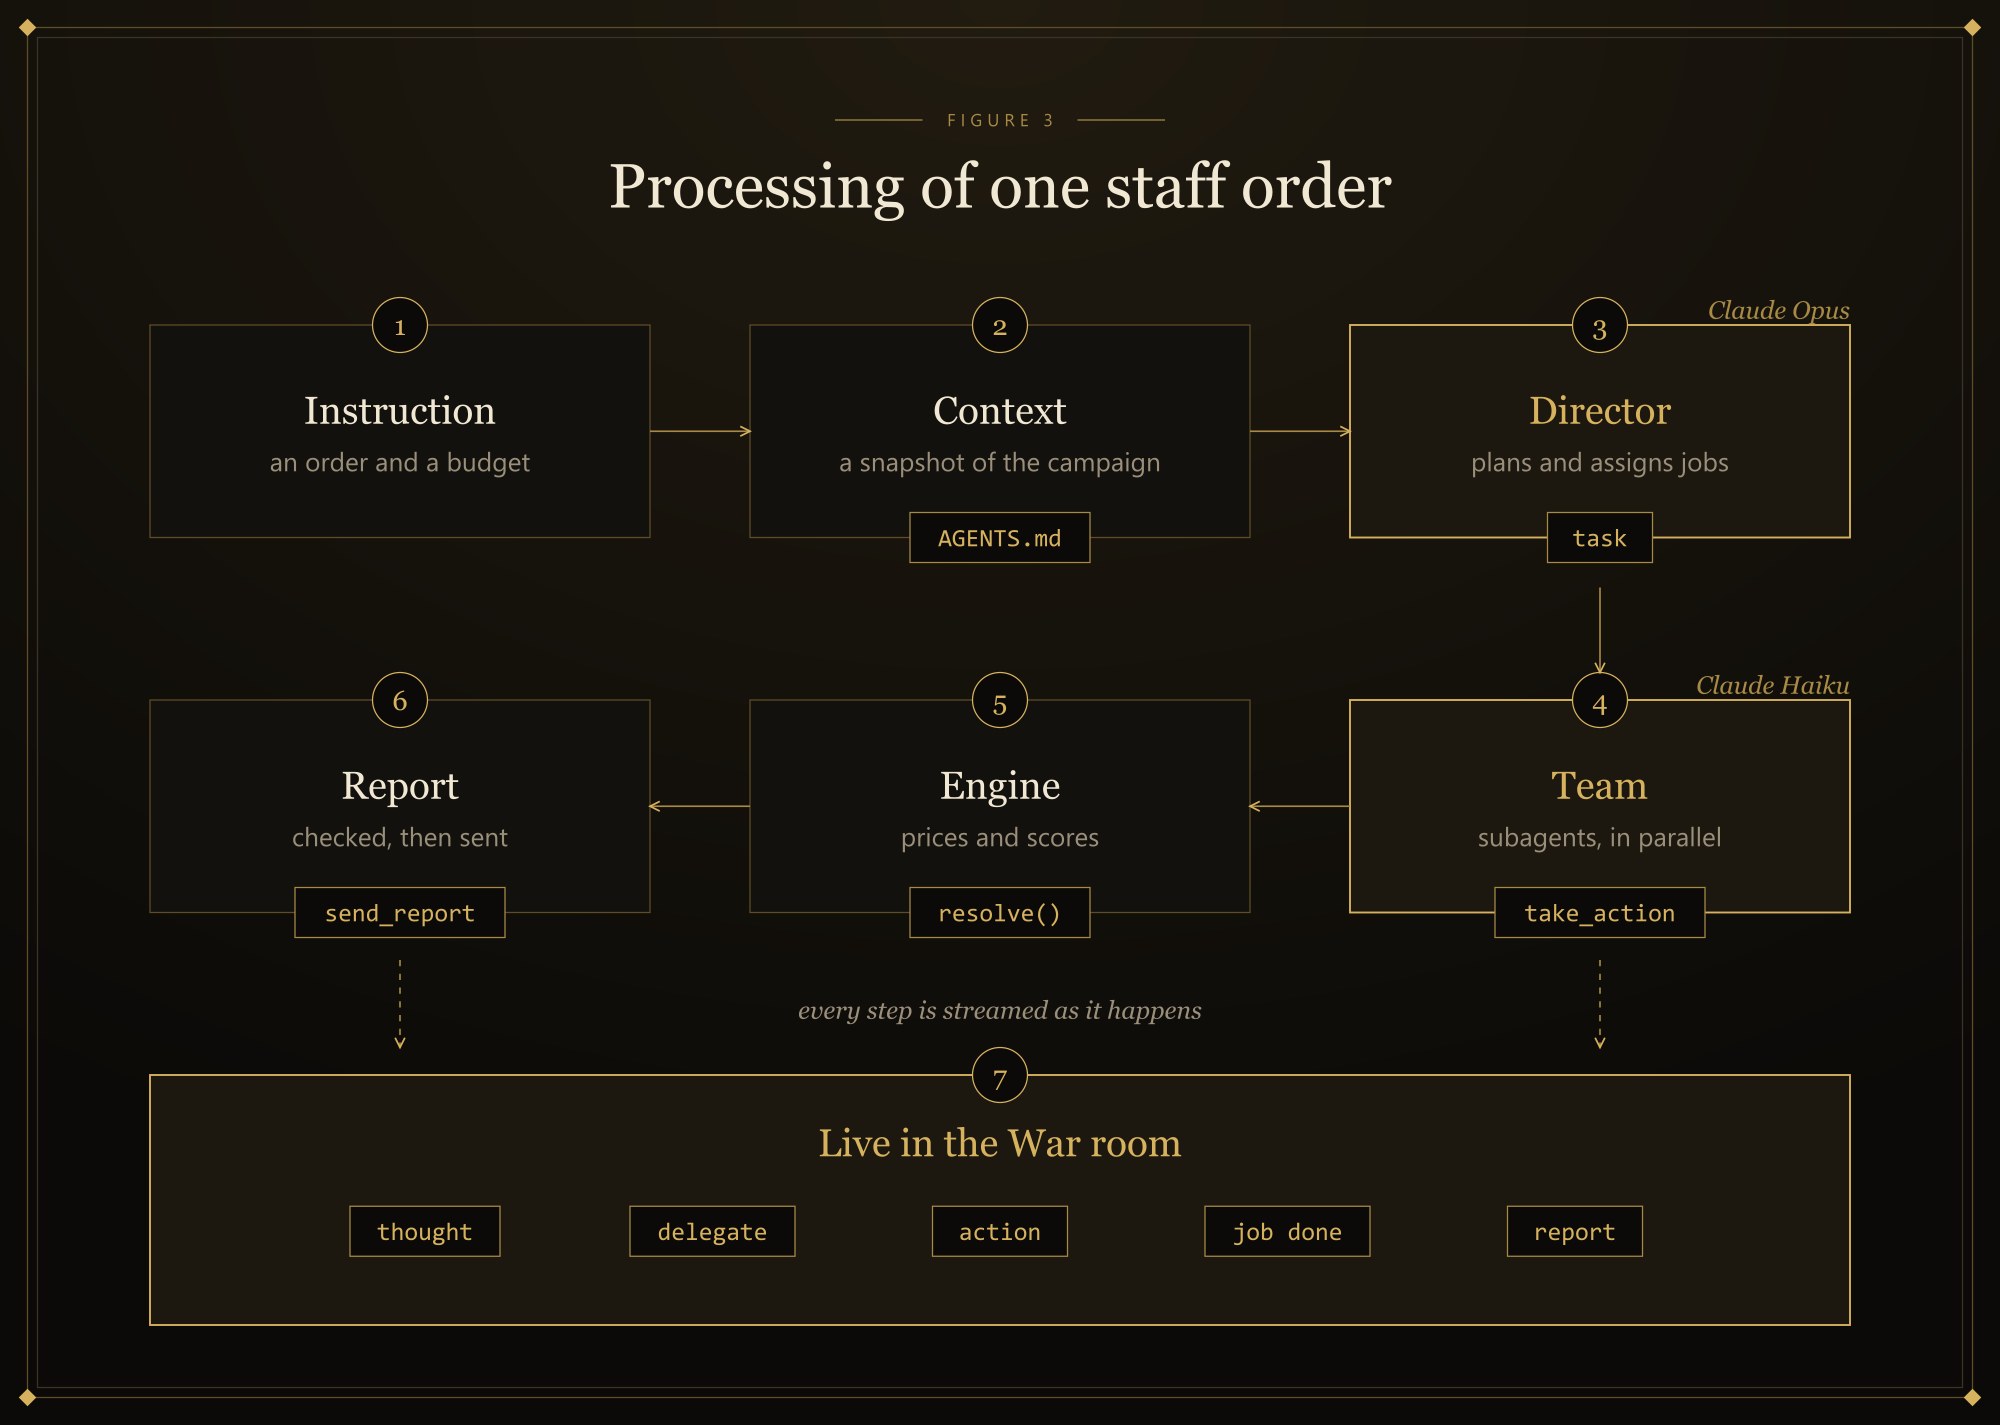 FIGURE 3
Processing of one staff order
1
Instruction
an order and a budget
2
Context
a snapshot of the campaign
AGENTS.md
Claude Opus
3
Director
plans and assigns jobs
task
Claude Haiku
4
Team
subagents, in parallel
take_action
5
Engine
prices and scores
resolve()
6
Report
checked, then sent
send_report
every step is streamed as it happens
7
Live in the War room
thought
delegate
action
job done
report